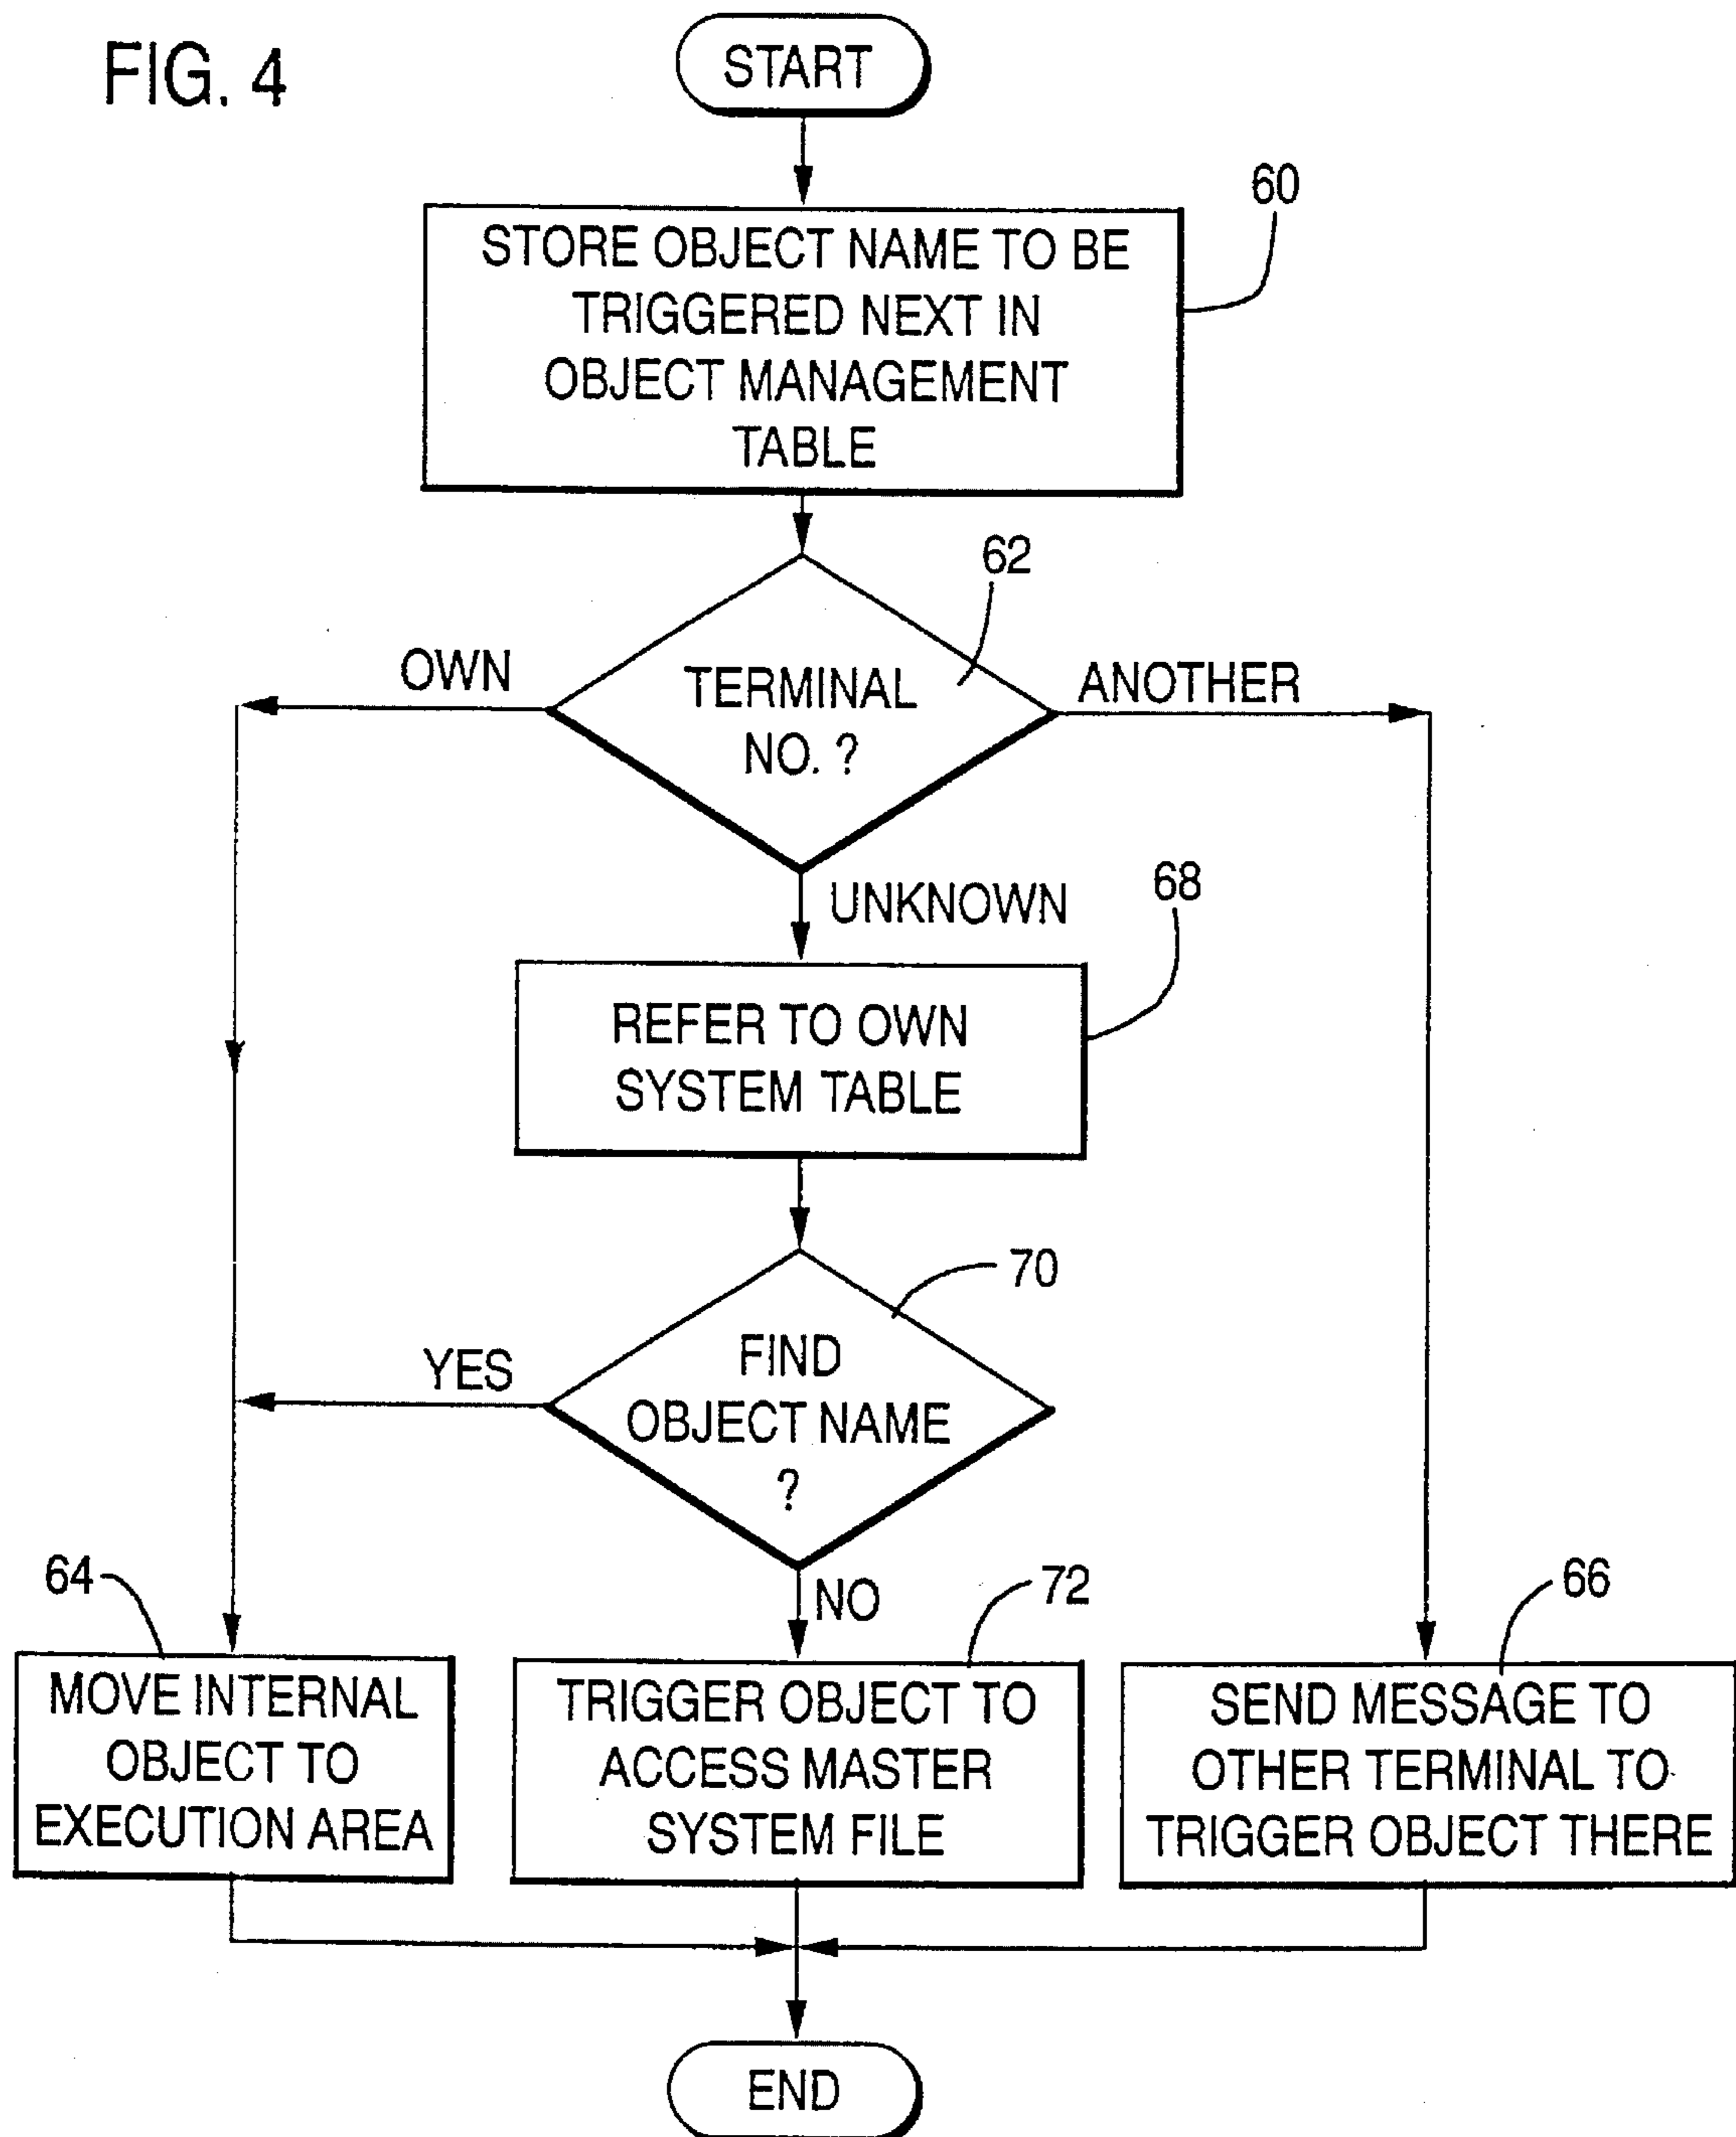 FIG. 4
START
60
STORE OBJECT NAME TO BE
TRIGGERED NEXT IN
OBJECT MANAGEMENT
TABLE
62
OWN
TERMINAL
NO. ?
ANOTHER
UNKNOWN
68
REFER TO OWN
SYSTEM TABLE
70
YES
FIND
OBJECT NAME
?
64
NO
72
66
MOVE INTERNAL
OBJECT TO
EXECUTION AREA
TRIGGER OBJECT TO
ACCESS MASTER
SYSTEM FILE
SEND MESSAGE TO
OTHER TERMINAL TO
TRIGGER OBJECT THERE
END